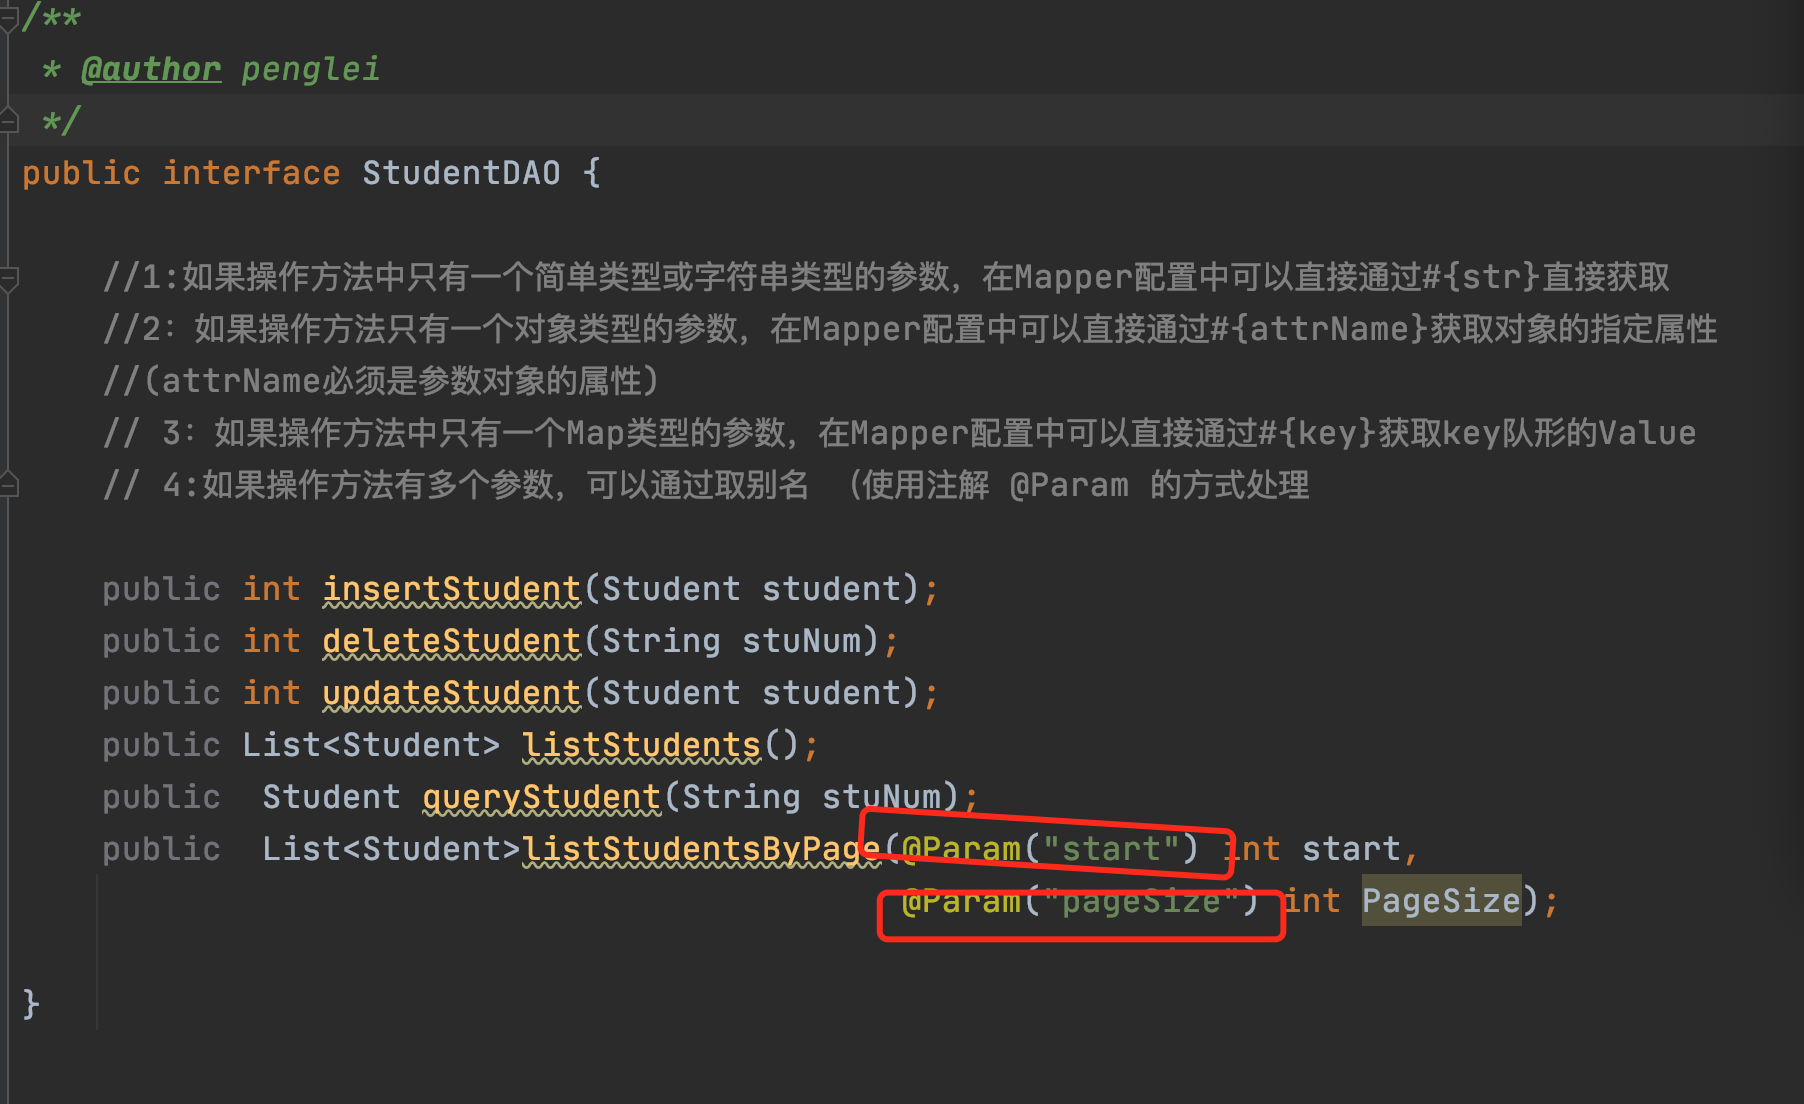 /**
 * @author penglei
 */
public interface StudentDAO {
//1:如果操作方法中只有一个简单类型或字符串类型的参数，在Mapper配置中可以直接通过#{str}直接获取
//2：如果操作方法只有一个对象类型的参数，在Mapper配置中可以直接通过#{attrName}获取对象的指定属性
//(attrName必须是参数对象的属性)
// 3：如果操作方法中只有一个Map类型的参数，在Mapper配置中可以直接通过#{key}获取key队形的Value
// 4:如果操作方法有多个参数，可以通过取别名 （使用注解 @Param 的方式处理
public int insertStudent(Student student);
public int deleteStudent(String stuNum);
public int updateStudent(Student student);
public List<Student> listStudents();
public  Student queryStudent(String stuNum);
public  List<Student>listStudentsByPage(@Param("start") int start,
@Param("pageSize") int PageSize);
}